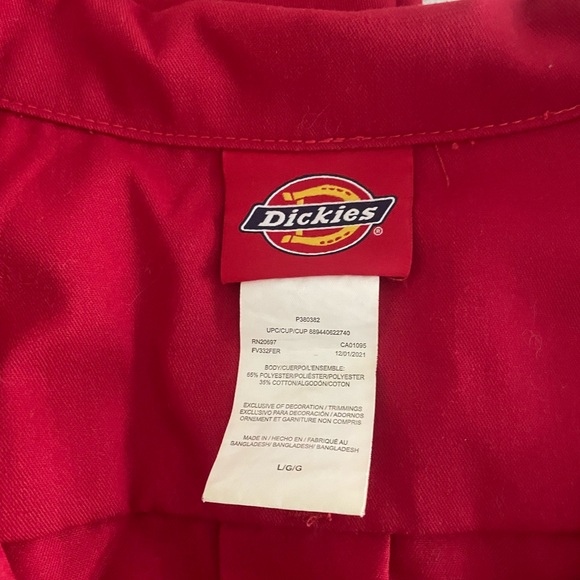 Dickies
®
P380382
UPC/CUP/CUP 889440622740
RN20697 CA01095
FV332FER 12/01/2021
BODY/CUERPO/L'ENSEMBLE:
65% POLYESTER/POLIÉSTER/POLYESTER
35% COTTON/ALGODÓN/COTON
EXCLUSIVE OF DECORATION / TRIMMINGS
EXCLUSIVO PARA DECORACIÓN / ADORNOS
ORNEMENT ET GARNITURE NON COMPRIS
MADE IN / HECHO EN / FABRIQUÉ AU
BANGLADESH/ BANGLADESH/ BANGLADESH
L/G/G